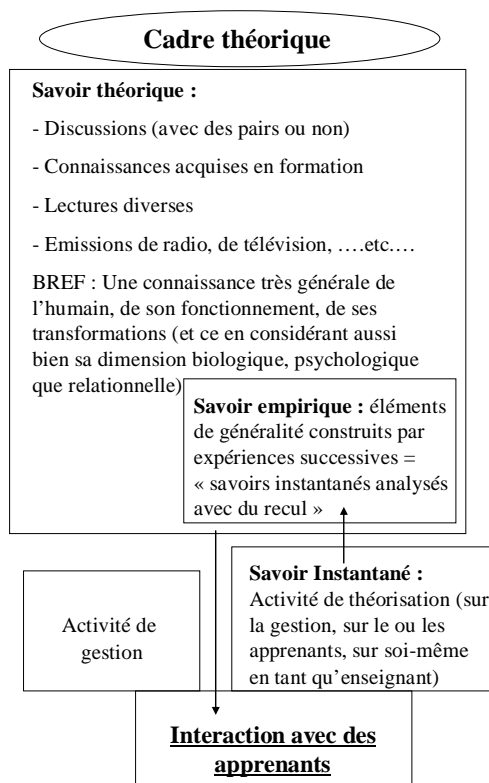 Cadre théorique
Savoir théorique :
- Discussions (avec des pairs ou non)
- Connaissances acquises en formation
- Lectures diverses
- Emissions de radio, de télévision, ….etc.…
BREF : Une connaissance très générale de
l’humain, de son fonctionnement, de ses
transformations (et ce en considérant aussi
bien sa dimension biologique, psychologique
que relationnelle)
Savoir empirique : éléments
de généralité construits par
expériences successives =
« savoirs instantanés analysés
avec du recul »
Savoir Instantané :
Activité de théorisation (sur
la gestion, sur le ou les
apprenants, sur soi-même
en tant qu’enseignant)
Activité de
gestion
Interaction avec des
apprenants